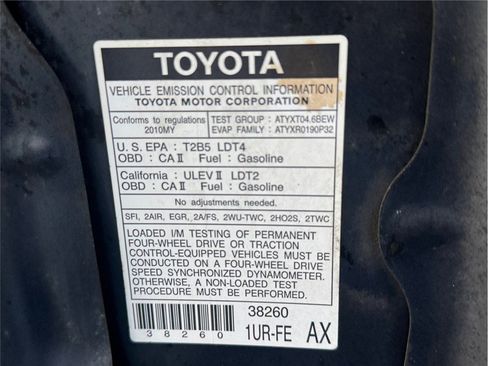 TOYOTA
VEHICLE EMISSION CONTROL INFORMATION
TOYOTA MOTOR CORPORATION
Conforms to regulations
2010MY
TEST GROUP : ATYXT04.6BEW
EVAP FAMILY : ATYXR0190P32
U.S. EPA : T2B5 LDT4
OBD : CA II Fuel : Gasoline
California : ULEV II LDT2
OBD : CA II Fuel : Gasoline
No adjustments needed.
SFI, 2AIR, EGR, 2A/FS, 2WU-TWC, 2HO2S, 2TWC
LOADED I/M TESTING OF PERMANENT
FOUR-WHEEL DRIVE OR TRACTION
CONTROL-EQUIPPED VEHICLES MUST BE
CONDUCTED ON A FOUR-WHEEL DRIVE
SPEED SYNCHRONIZED DYNAMOMETER.
OTHERWISE, A NON-LOADED TEST
PROCEDURE MUST BE USED.
38260
38260
1UR-FE AX